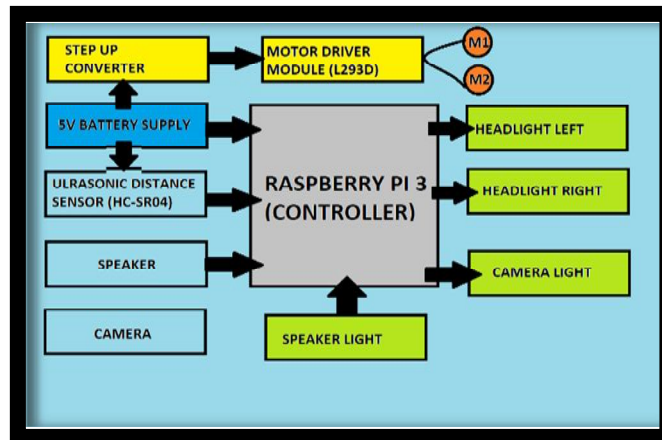 STEP UP
CONVERTER
MOTOR DRIVER
MODULE (L293D)
M1
M2
5V BATTERY SUPPLY
HEADLIGHT LEFT
ULRASONIC DISTANCE
SENSOR (HC-SR04)
RASPBERRY PI 3
(CONTROLLER)
HEADLIGHT RIGHT
SPEAKER
CAMERA LIGHT
CAMERA
SPEAKER LIGHT